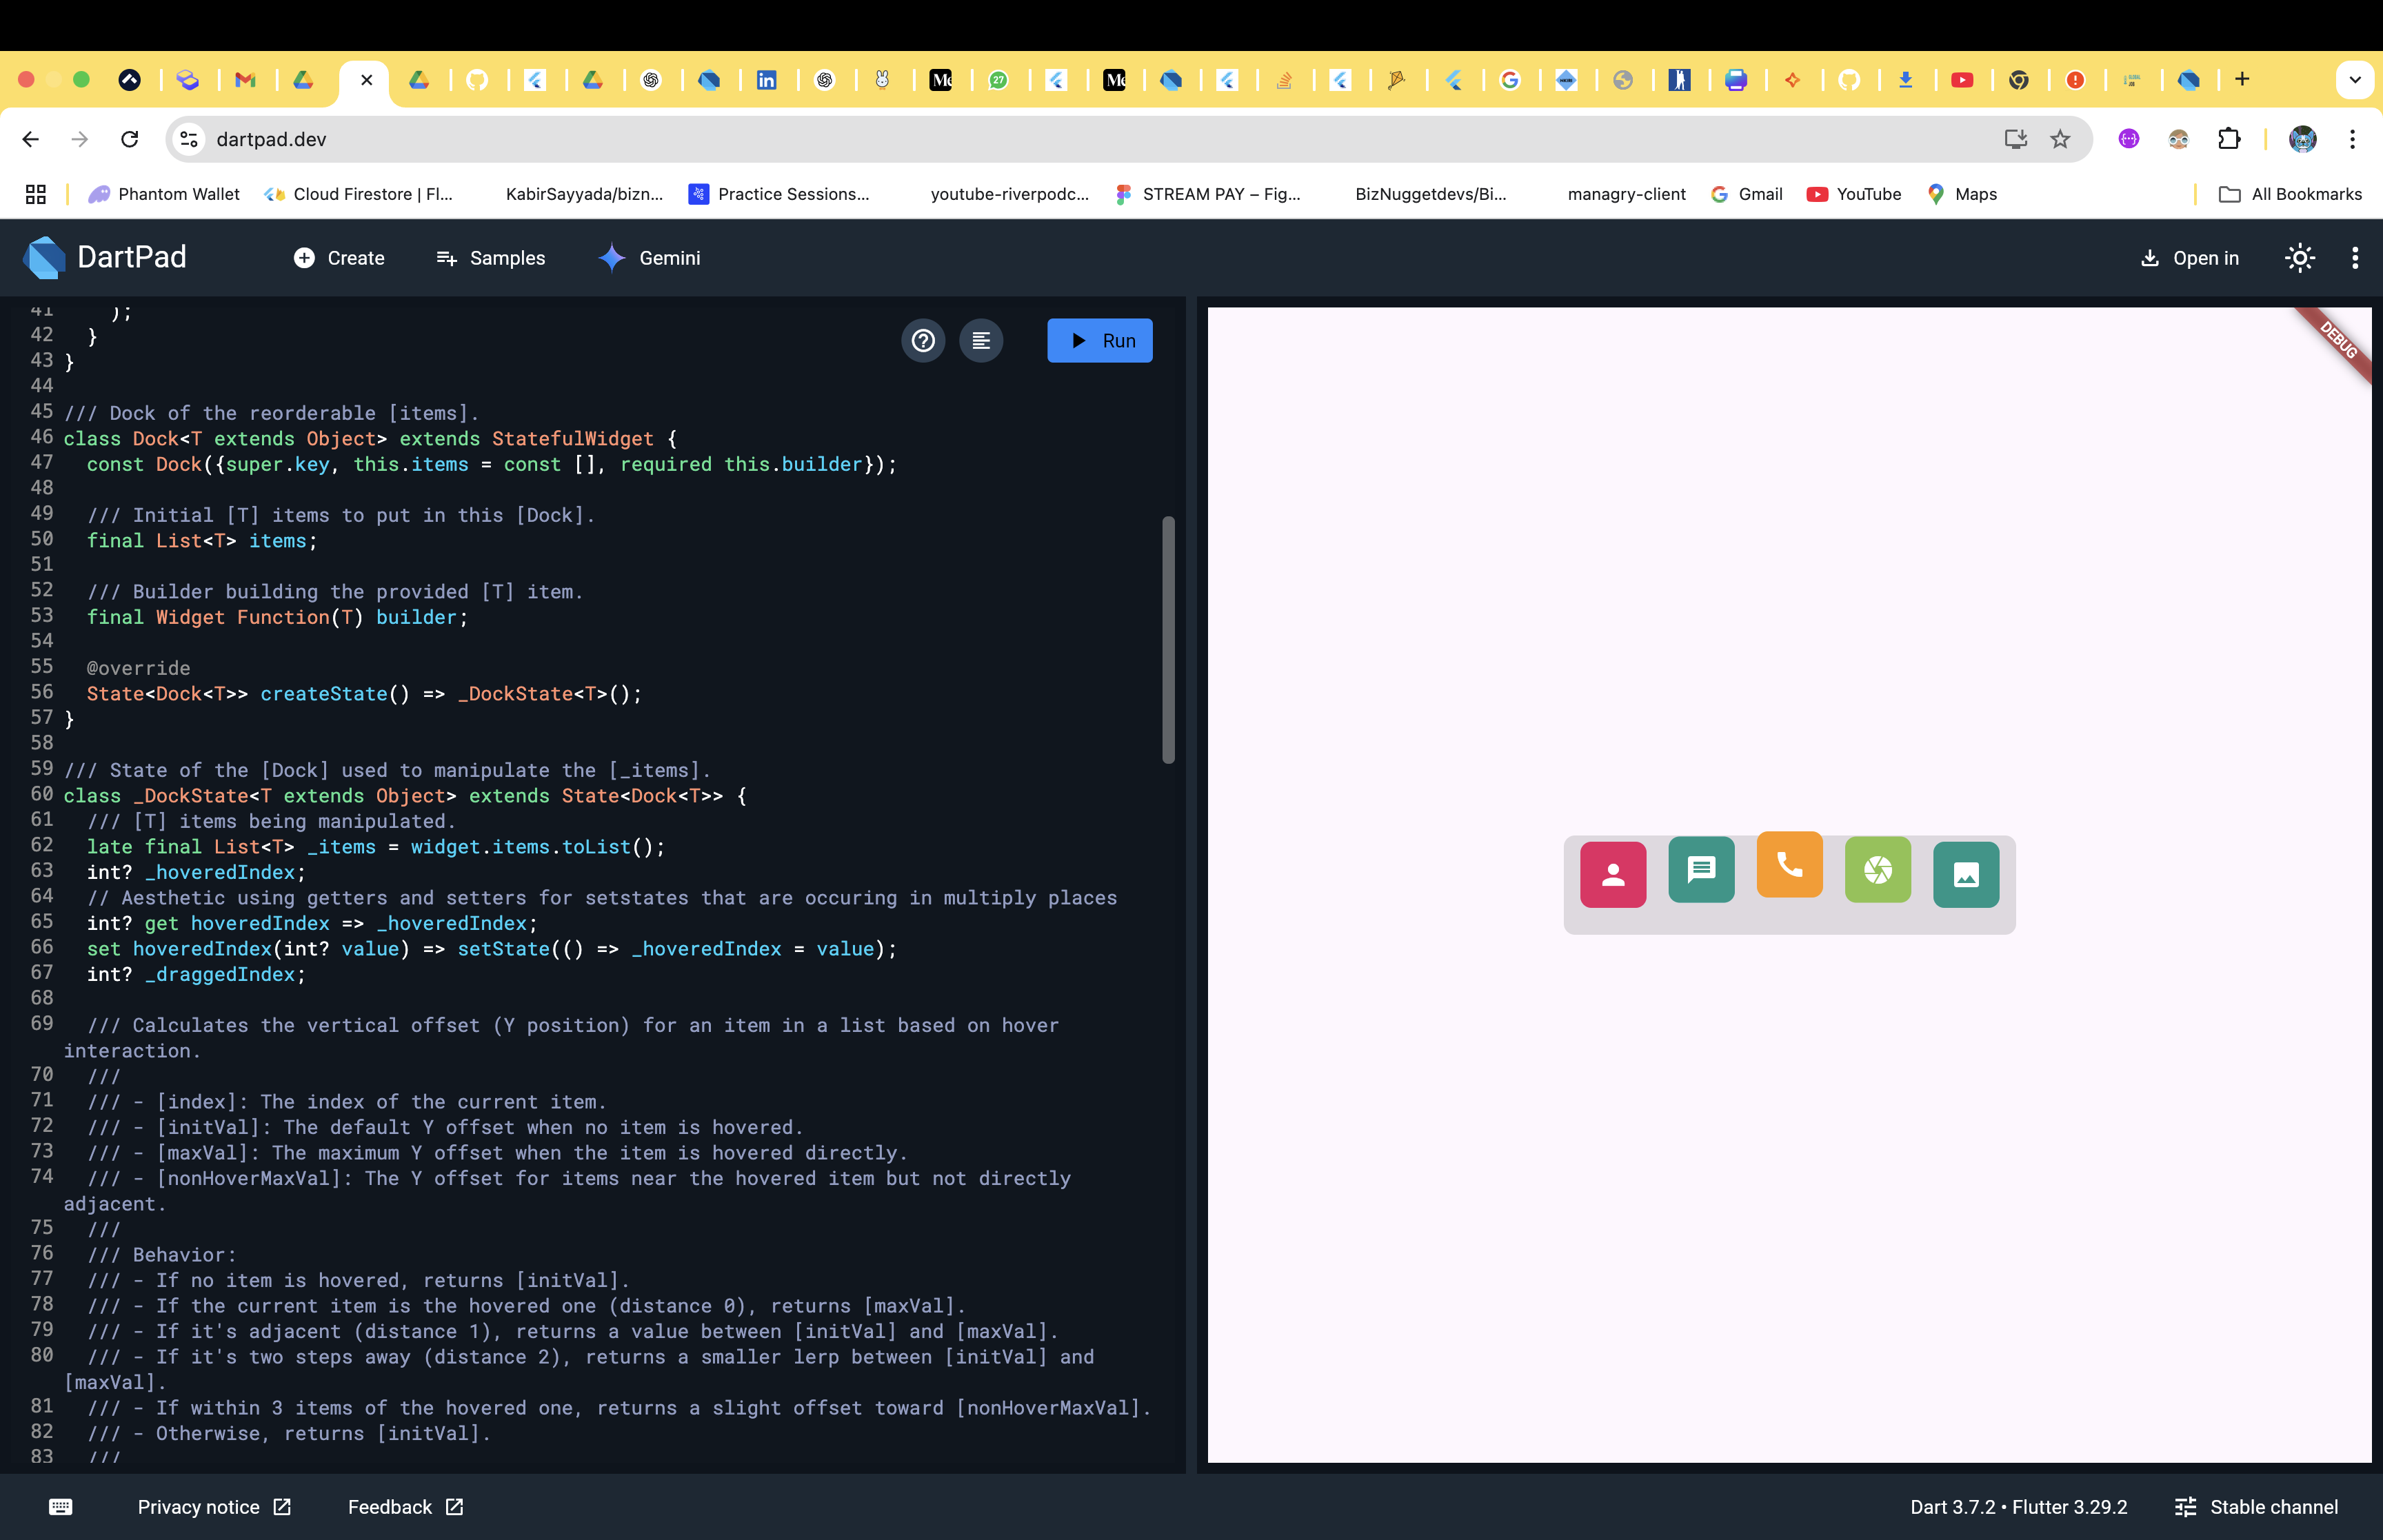 27
dartpad.dev
Phantom Wallet
Cloud Firestore | Fl...
KabirSayyada/bizn...
Practice Sessions...
youtube-riverpodc...
STREAM PAY – Fig...
BizNuggetdevs/Bi...
managry-client
Gmail
YouTube
Maps
All Bookmarks
DartPad
Create
Samples
Gemini
Open in
Run
DEBUG
41     );
42   }
43 }
44
45 /// Dock of the reorderable [items].
46 class Dock<T extends Object> extends StatefulWidget {
47   const Dock({super.key, this.items = const [], required this.builder});
48
49   /// Initial [T] items to put in this [Dock].
50   final List<T> items;
51
52   /// Builder building the provided [T] item.
53   final Widget Function(T) builder;
54
55   @override
56   State<Dock<T>> createState() => _DockState<T>();
57 }
58
59 /// State of the [Dock] used to manipulate the [_items].
60 class _DockState<T extends Object> extends State<Dock<T>> {
61   /// [T] items being manipulated.
62   late final List<T> _items = widget.items.toList();
63   int? _hoveredIndex;
64   // Aesthetic using getters and setters for setstates that are occuring in multiply places
65   int? get hoveredIndex => _hoveredIndex;
66   set hoveredIndex(int? value) => setState(() => _hoveredIndex = value);
67   int? _draggedIndex;
68
69   /// Calculates the vertical offset (Y position) for an item in a list based on hover
interaction.
70   ///
71   /// - [index]: The index of the current item.
72   /// - [initVal]: The default Y offset when no item is hovered.
73   /// - [maxVal]: The maximum Y offset when the item is hovered directly.
74   /// - [nonHoverMaxVal]: The Y offset for items near the hovered item but not directly
adjacent.
75   ///
76   /// Behavior:
77   /// - If no item is hovered, returns [initVal].
78   /// - If the current item is the hovered one (distance 0), returns [maxVal].
79   /// - If it's adjacent (distance 1), returns a value between [initVal] and [maxVal].
80   /// - If it's two steps away (distance 2), returns a smaller lerp between [initVal] and
[maxVal].
81   /// - If within 3 items of the hovered one, returns a slight offset toward [nonHoverMaxVal].
82   /// - Otherwise, returns [initVal].
83   ///
Privacy notice
Feedback
Dart 3.7.2 • Flutter 3.29.2
Stable channel